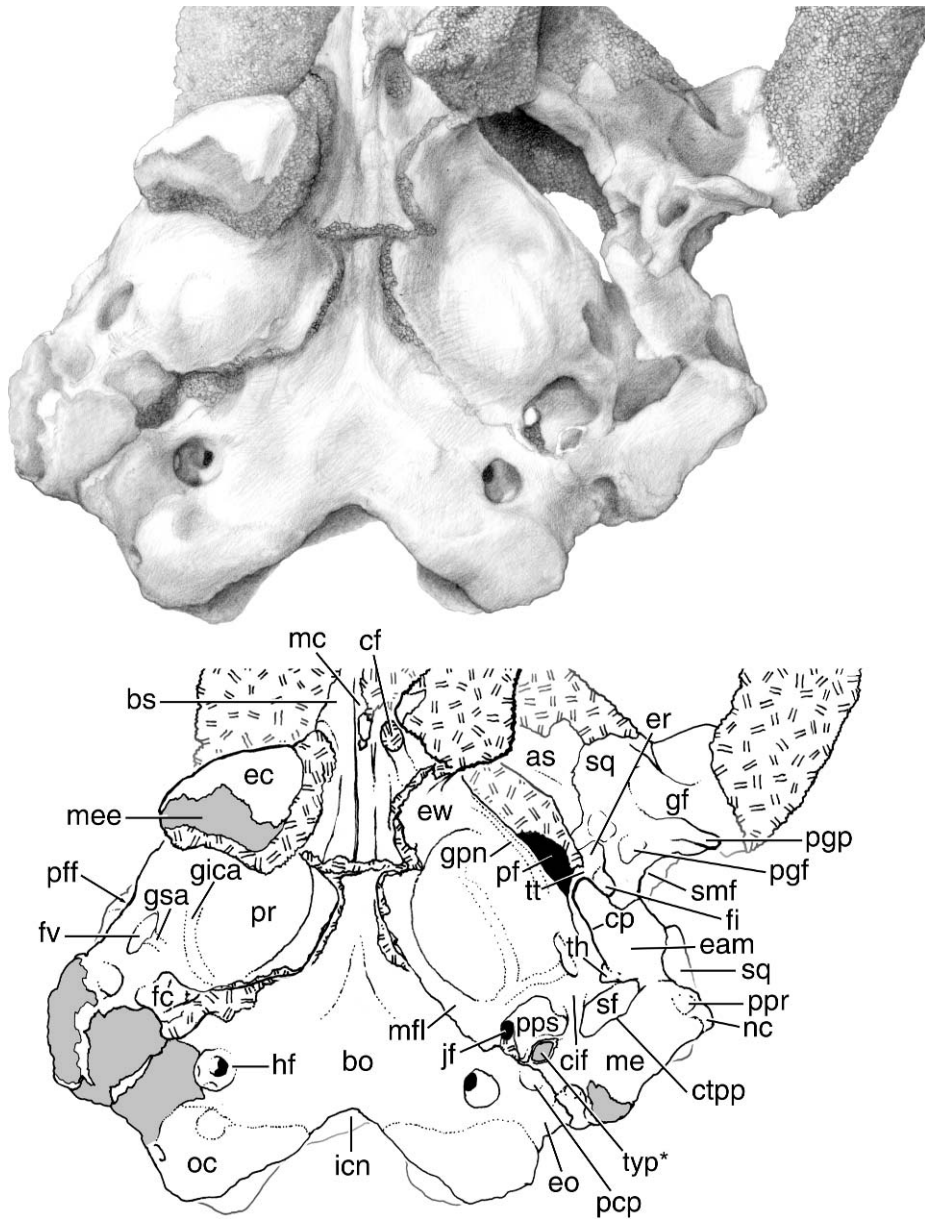 mc cf
bs
er
as sq
ec
gf
ew
mee
pgp
gpn
pgf
gica
pf
pff
smf
gsa
tt
fi
pr
cp
fv
eam
th
sq
fc
sf
ppr
mfl
pps
nc
jf
hf
bo
cif
me
ctpp
oc
icn
eo
typ*
pcp